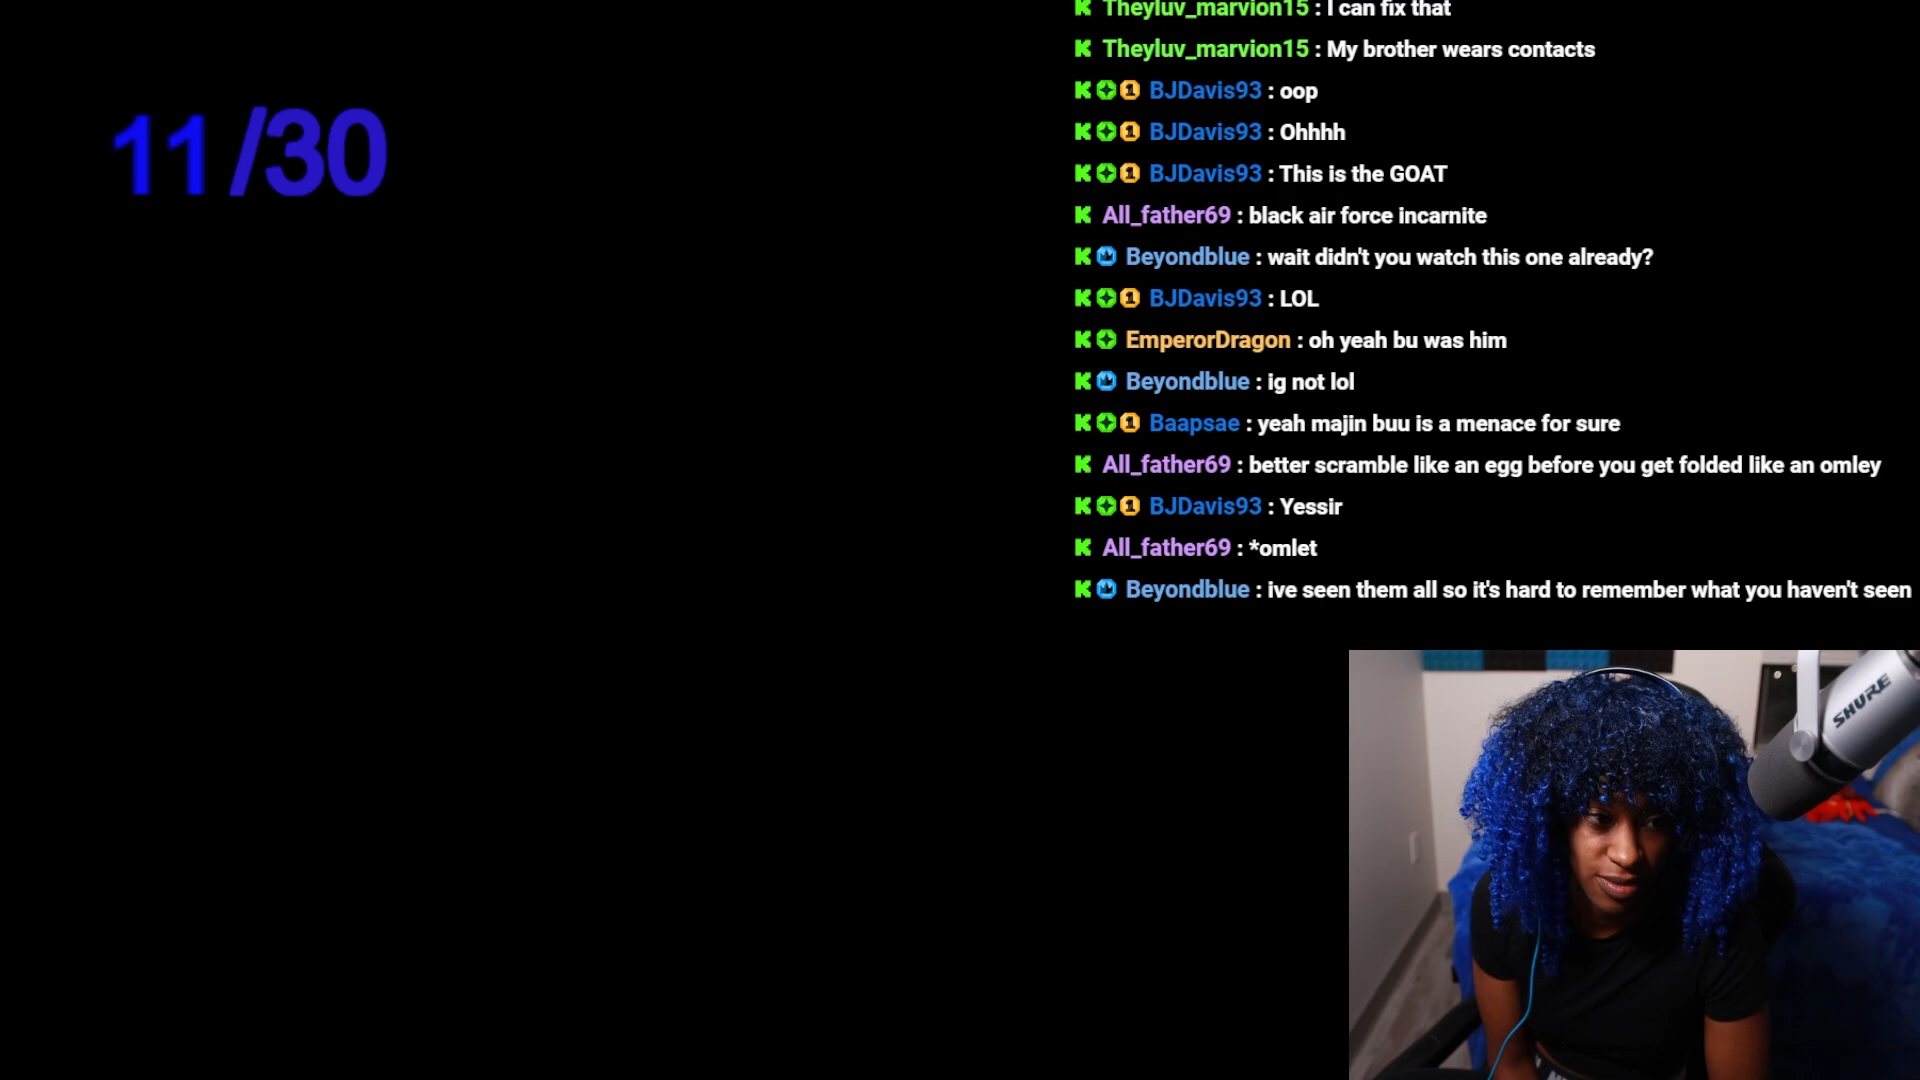 Theyluv_marvion15 : I can fix that
Theyluv_marvion15 : My brother wears contacts
BJDavis93 : oop
BJDavis93 : Ohhhh
BJDavis93 : This is the GOAT
All_father69 : black air force incarnite
Beyondblue : wait didn't you watch this one already?
BJDavis93 : LOL
EmperorDragon : oh yeah bu was him
Beyondblue : ig not lol
Baapsae : yeah majin buu is a menace for sure
All_father69 : better scramble like an egg before you get folded like an omley
BJDavis93 : Yessir
All_father69 : *omlet
Beyondblue : ive seen them all so it's hard to remember what you haven't seen
11/30
SHURE